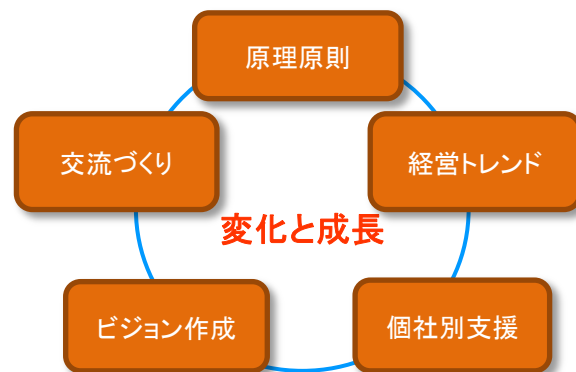 原理原則
交流づくり
経営トレンド
変化と成長
ビジョン作成
個社別支援